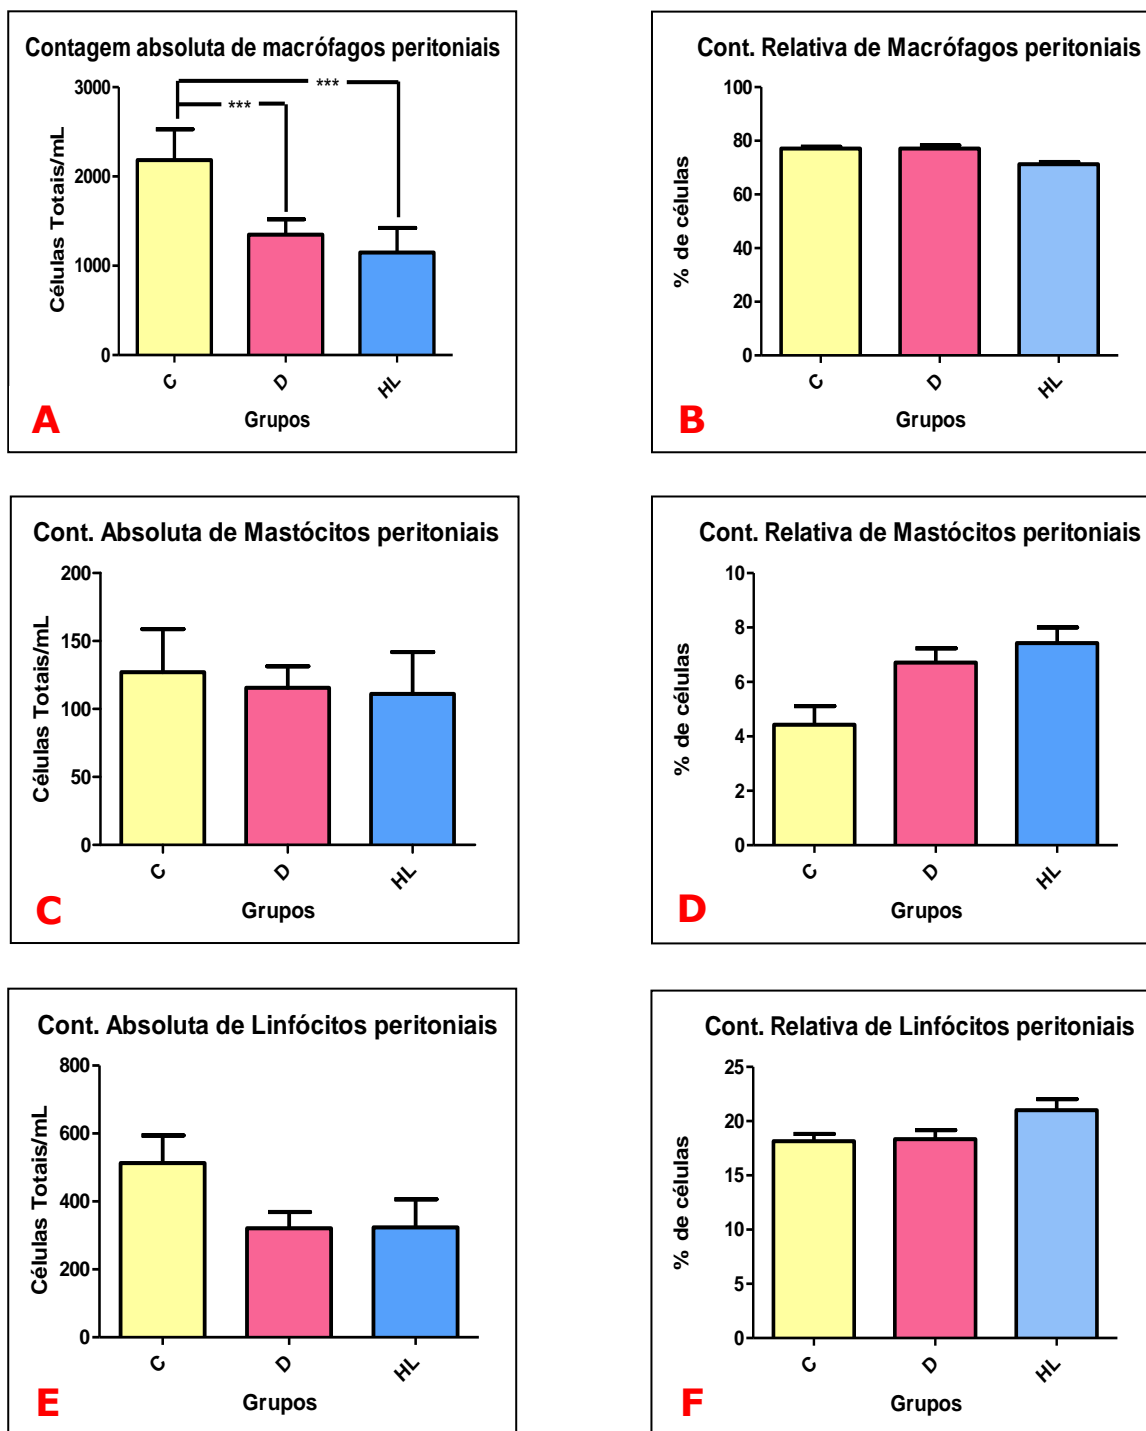 Contagem absoluta de macrófagos peritoniais
3000
2000
1000
0
Células Totais/mL
***
***
C
D
HL
Grupos
A
Cont. Relativa de Macrófagos peritoniais
100
80
60
40
20
0
% de células
C
D
HL
Grupos
B
Cont. Absoluta de Mastócitos peritoniais
200
150
100
50
0
Células Totais/mL
C
D
HL
Grupos
C
Cont. Relativa de Mastócitos peritoniais
10
8
6
4
2
0
% de células
C
D
HL
Grupos
D
Cont. Absoluta de Linfócitos peritoniais
800
600
400
200
0
Células Totais/mL
C
D
HL
Grupos
E
Cont. Relativa de Linfócitos peritoniais
25
20
15
10
5
0
% de células
C
D
HL
Grupos
F